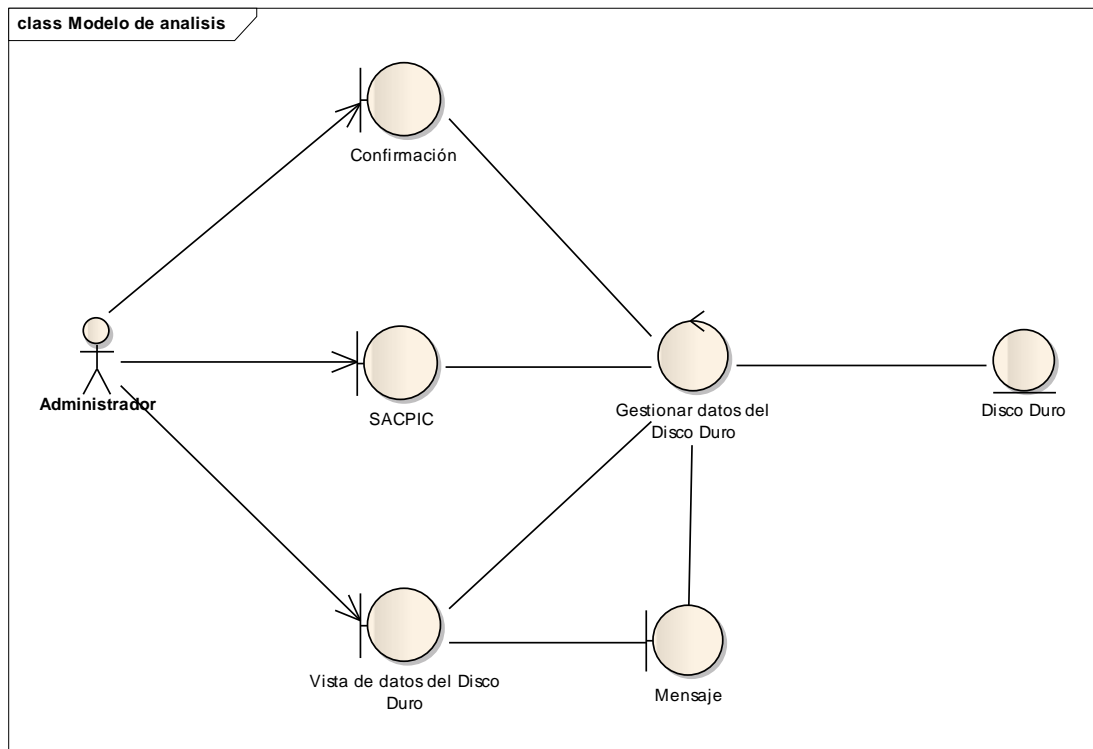 class Modelo de analisis
Confirmación
Administrador
SACPIC
Gestionar datos del
Disco Duro
Disco Duro
Vista de datos del Disco
Duro
Mensaje